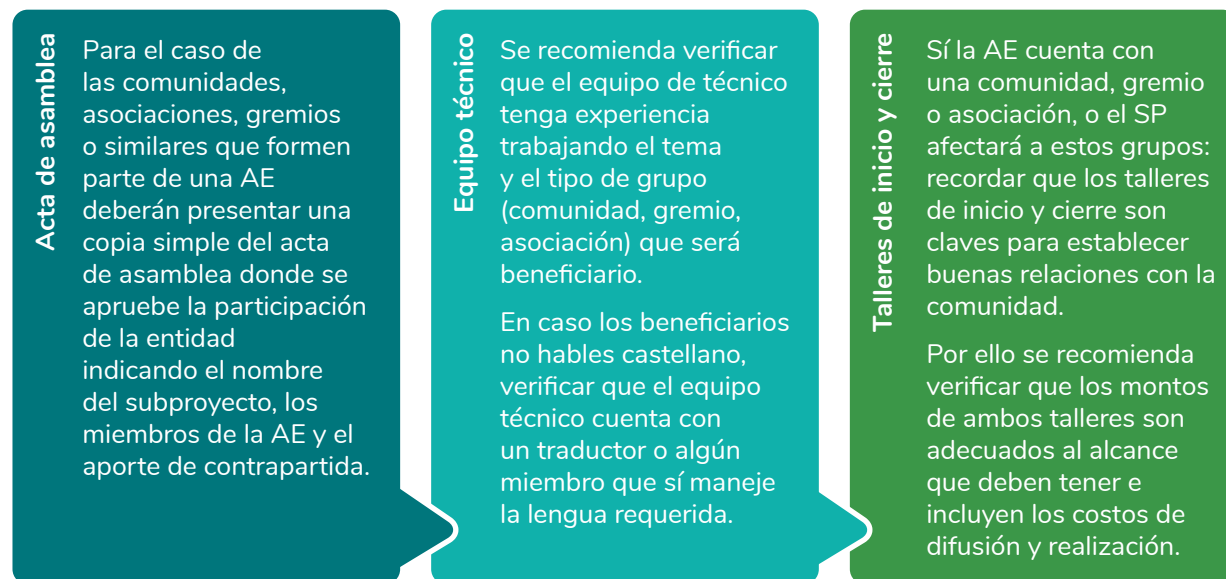 Acta de asamblea
Para el caso de
las comunidades,
asociaciones, gremios
o similares que formen
parte de una AE
deberán presentar una
copia simple del acta
de asamblea donde se
apruebe la participación
de la entidad
indicando el nombre
del subproyecto, los
miembros de la AE y el
aporte de contrapartida.
Equipo técnico
Se recomienda verificar
que el equipo de técnico
tenga experiencia
trabajando el tema
y el tipo de grupo
(comunidad, gremio,
asociación) que será
beneficiario.
En caso los beneficiarios
no hables castellano,
verificar que el equipo
técnico cuenta con
un traductor o algún
miembro que sí maneje
la lengua requerida.
Talleres de inicio y cierre
Sí la AE cuenta con
una comunidad, gremio
o asociación, o el SP
afectará a estos grupos:
recordar que los talleres
de inicio y cierre son
claves para establecer
buenas relaciones con la
comunidad.
Por ello se recomienda
verificar que los montos
de ambos talleres son
adecuados al alcance
que deben tener e
incluyen los costos de
difusión y realización.